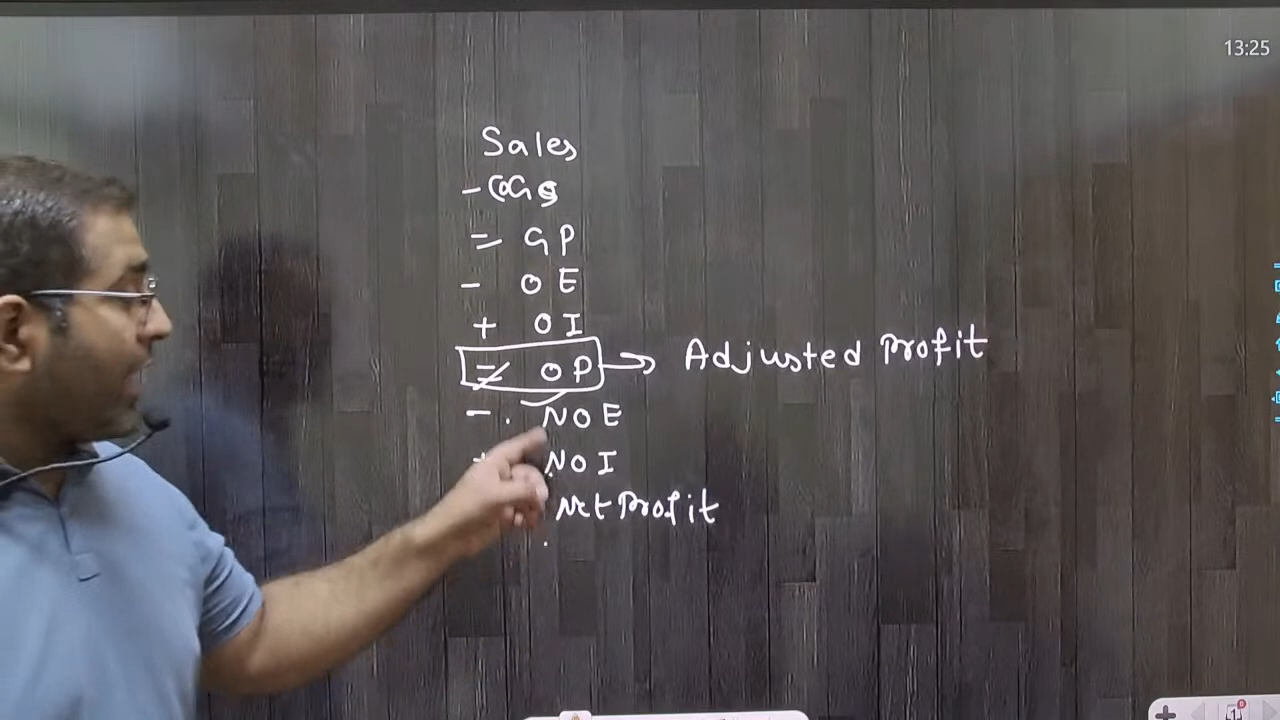 13:25
Sales
- COGS
= GP
- OE
+ OI
= OP → Adjusted Profit
- NOE
+ NOI
Net Profit